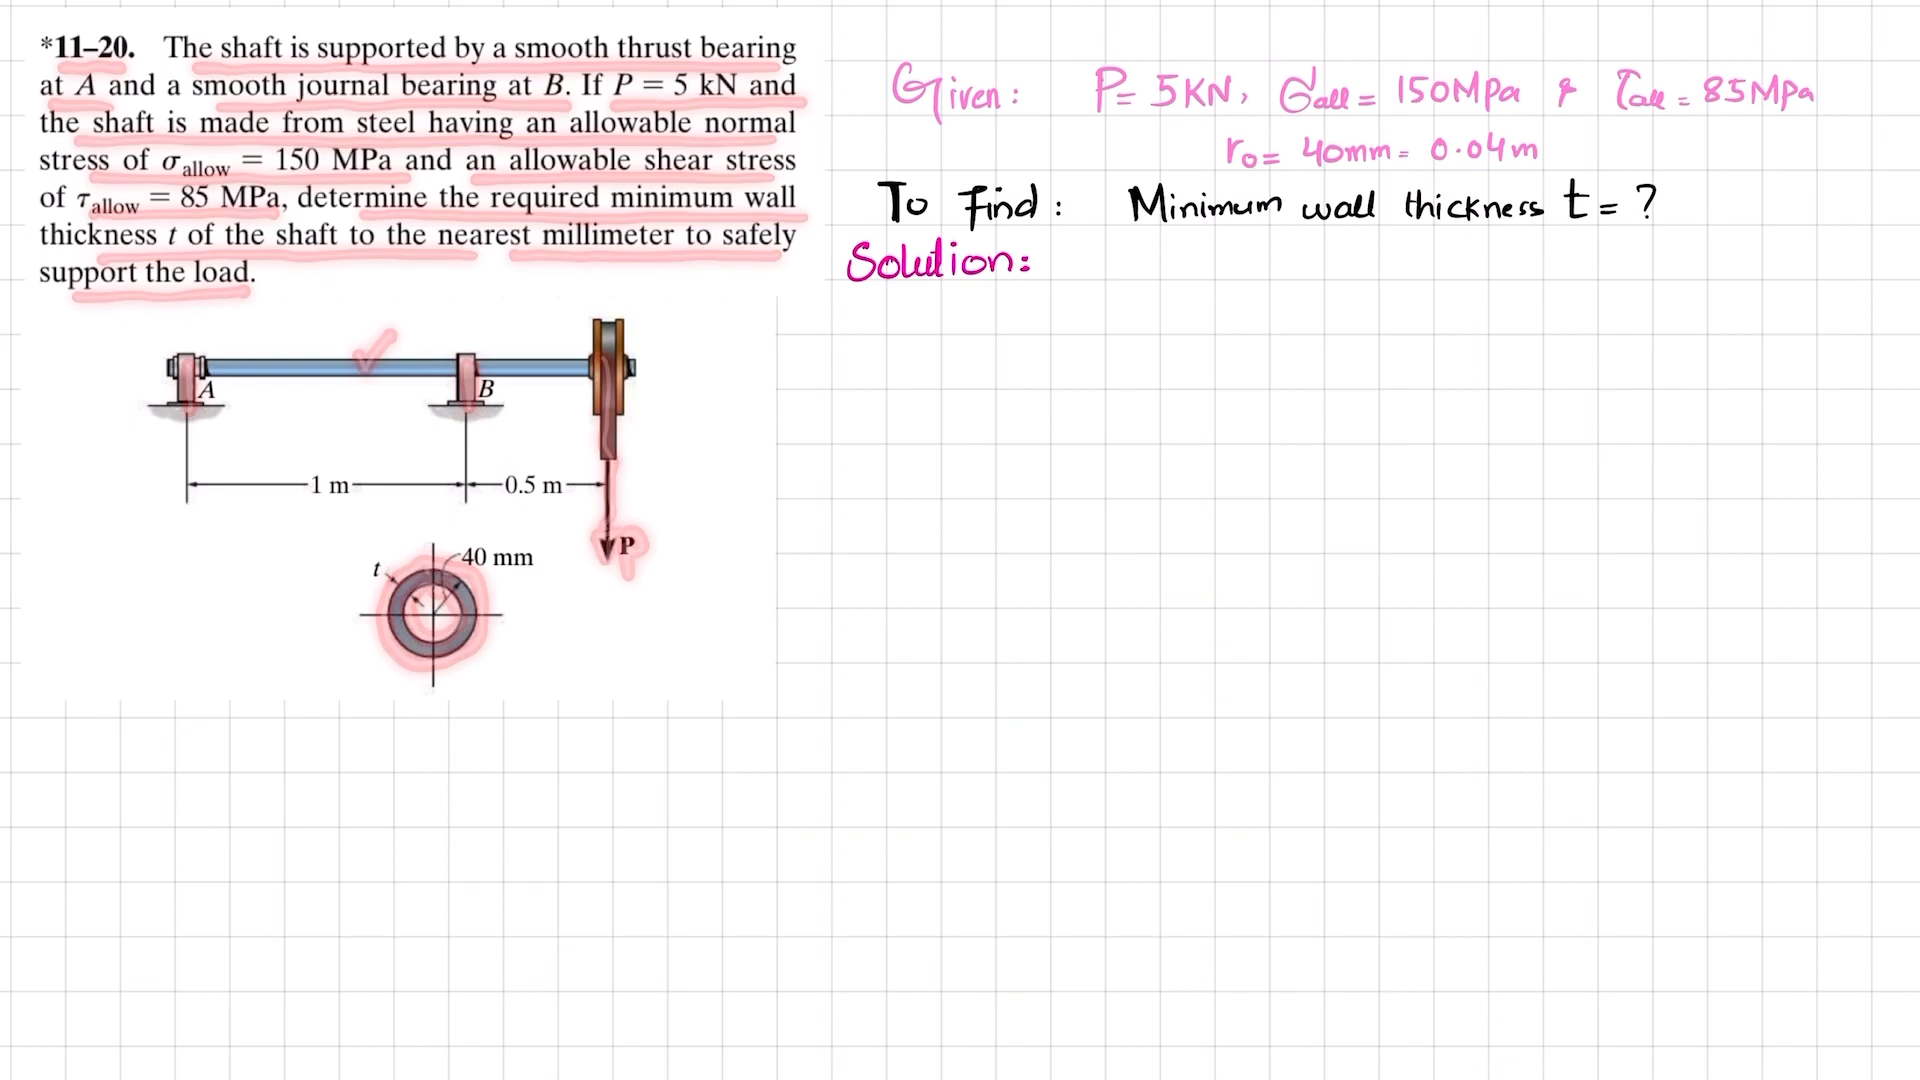 *11–20. The shaft is supported by a smooth thrust bearing
at A and a smooth journal bearing at B. If P = 5 kN and
the shaft is made from steel having an allowable normal
stress of σallow = 150 MPa and an allowable shear stress
of τallow = 85 MPa, determine the required minimum wall
thickness t of the shaft to the nearest millimeter to safely
support the load.
A
B
1 m
0.5 m
P
t
40 mm
Given: P= 5KN, σall = 150MPa & τall = 85MPa
ro= 40mm= 0.04m
To Find: Minimum wall thickness t= ?
Solution: